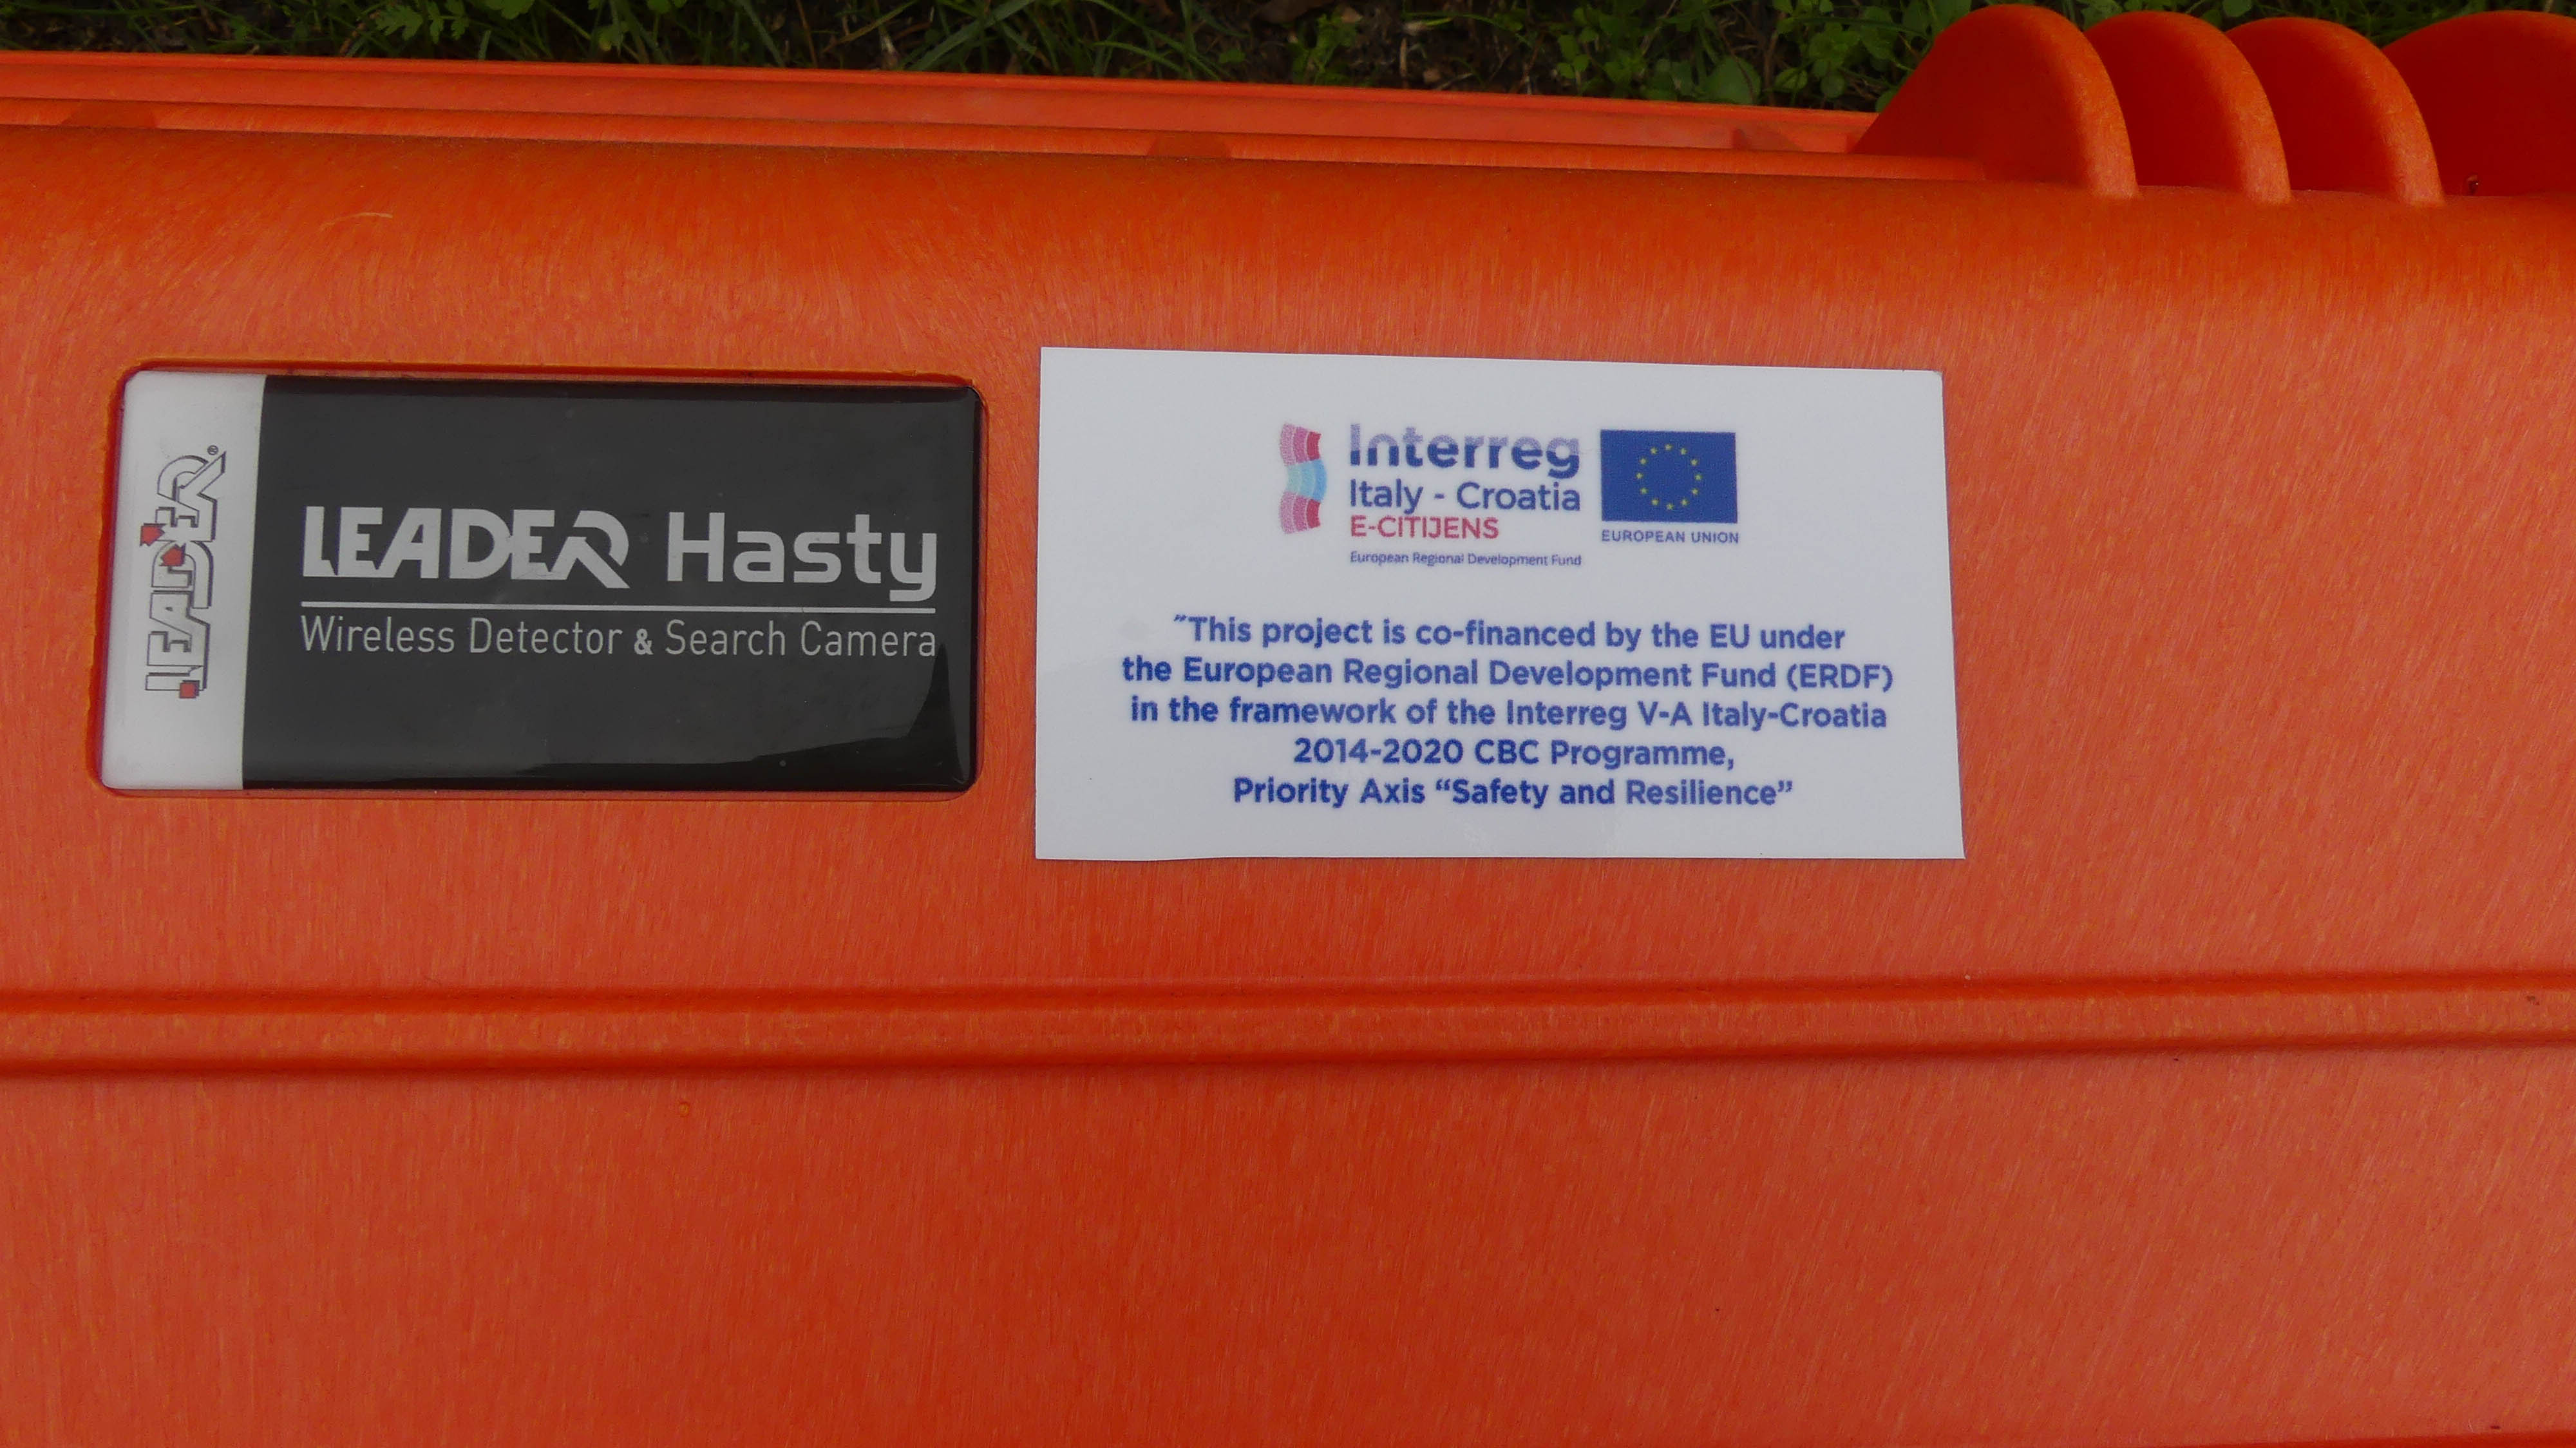 LEADER®
LEADER Hasty
Wireless Detector & Search Camera
Interreg
Italy - Croatia
E-CITIJENS
European Regional Development Fund
EUROPEAN UNION
"This project is co-financed by the EU under
the European Regional Development Fund (ERDF)
in the framework of the Interreg V-A Italy-Croatia
2014-2020 CBC Programme,
Priority Axis “Safety and Resilience”